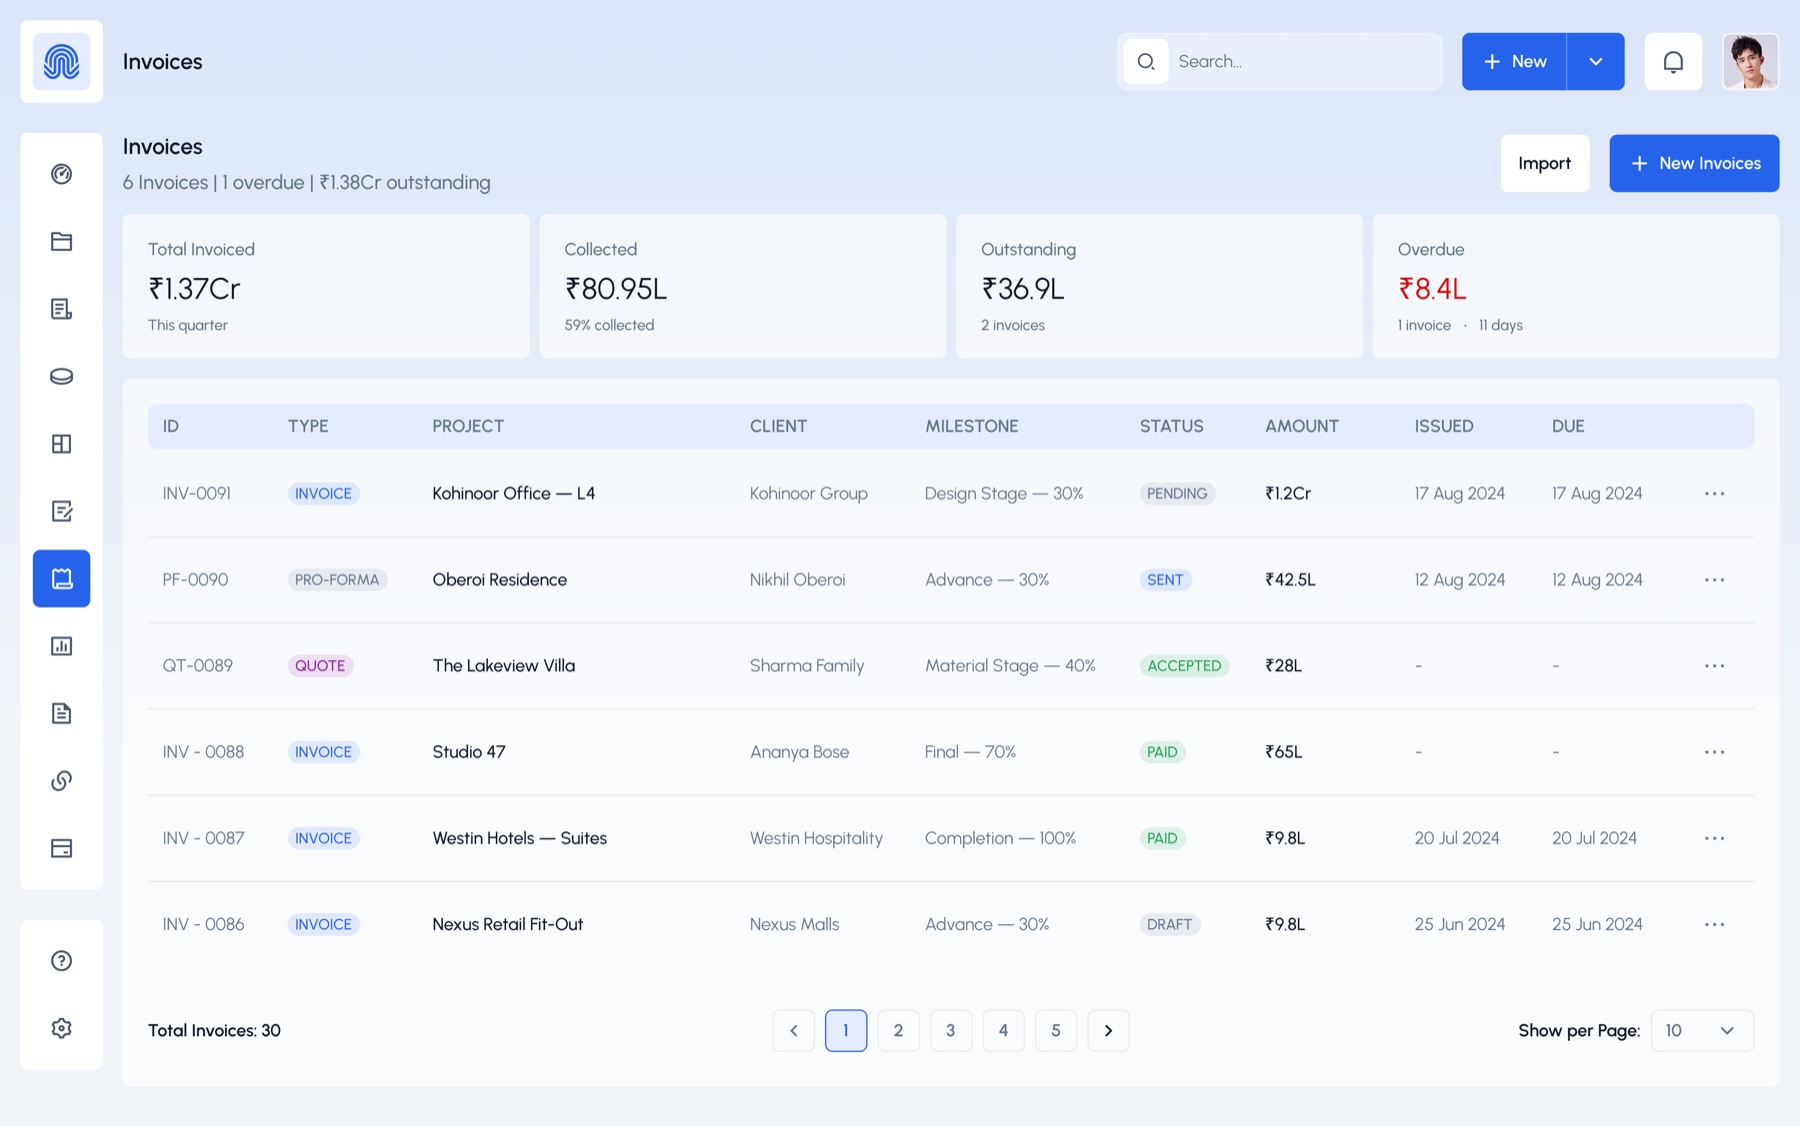 Invoices
Search...
New
Invoices
6 Invoices | 1 overdue | ₹1.38Cr outstanding
Import
New Invoices
Total Invoiced
₹1.37Cr
This quarter
Collected
₹80.95L
59% collected
Outstanding
₹36.9L
2 invoices
Overdue
₹8.4L
1 invoice · 11 days
ID TYPE PROJECT CLIENT MILESTONE STATUS AMOUNT ISSUED DUE
INV-0091 INVOICE Kohinoor Office — L4 Kohinoor Group Design Stage — 30% PENDING ₹1.2Cr 17 Aug 2024 17 Aug 2024 ...
PF-0090 PRO-FORMA Oberoi Residence Nikhil Oberoi Advance — 30% SENT ₹42.5L 12 Aug 2024 12 Aug 2024 ...
QT-0089 QUOTE The Lakeview Villa Sharma Family Material Stage — 40% ACCEPTED ₹28L - - ...
INV - 0088 INVOICE Studio 47 Ananya Bose Final — 70% PAID ₹65L - - ...
INV - 0087 INVOICE Westin Hotels — Suites Westin Hospitality Completion — 100% PAID ₹9.8L 20 Jul 2024 20 Jul 2024 ...
INV - 0086 INVOICE Nexus Retail Fit-Out Nexus Malls Advance — 30% DRAFT ₹9.8L 25 Jun 2024 25 Jun 2024 ...
Total Invoices: 30
1 2 3 4 5
Show per Page: 10